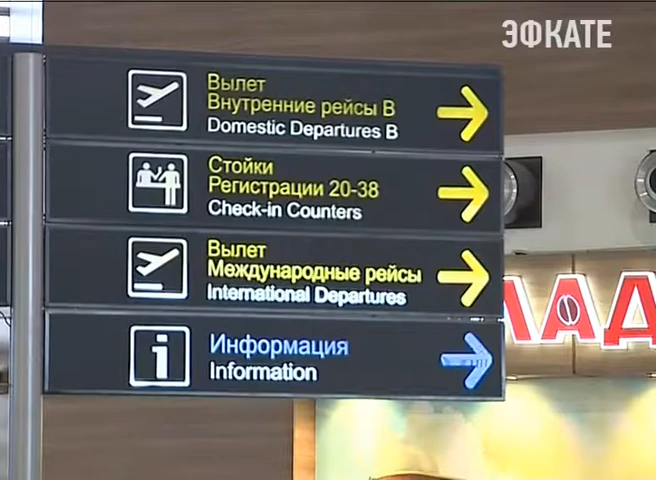 ЭФКАТЕ
Вылет
Внутренние рейсы B
Domestic Departures B
Стойки
Регистрации 20-38
Check-in Counters
Вылет
Международные рейсы
International Departures
Информация
Information
ЛАД